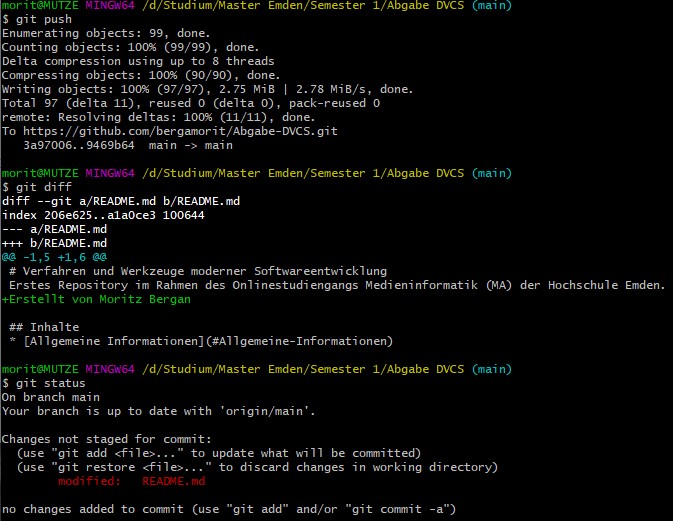 morit@MUTZE MINGW64 /d/Studium/Master Emden/Semester 1/Abgabe DVCS (main)
$ git push
Enumerating objects: 99, done.
Counting objects: 100% (99/99), done.
Delta compression using up to 8 threads
Compressing objects: 100% (90/90), done.
Writing objects: 100% (97/97), 2.75 MiB | 2.78 MiB/s, done.
Total 97 (delta 11), reused 0 (delta 0), pack-reused 0
remote: Resolving deltas: 100% (11/11), done.
To https://github.com/bergamorit/Abgabe-DVCS.git
   3a97006..9469b64  main -> main

morit@MUTZE MINGW64 /d/Studium/Master Emden/Semester 1/Abgabe DVCS (main)
$ git diff
diff --git a/README.md b/README.md
index 206e625..a1a0ce3 100644
--- a/README.md
+++ b/README.md
@@ -1,5 +1,6 @@
 # Verfahren und Werkzeuge moderner Softwareentwicklung
 Erstes Repository im Rahmen des Onlinestudiengangs Medieninformatik (MA) der Hochschule Emden.
+Erstellt von Moritz Bergan

 ## Inhalte
 * [Allgemeine Informationen](#Allgemeine-Informationen)

morit@MUTZE MINGW64 /d/Studium/Master Emden/Semester 1/Abgabe DVCS (main)
$ git status
On branch main
Your branch is up to date with 'origin/main'.

Changes not staged for commit:
  (use "git add <file>..." to update what will be committed)
  (use "git restore <file>..." to discard changes in working directory)
        modified:   README.md

no changes added to commit (use "git add" and/or "git commit -a")